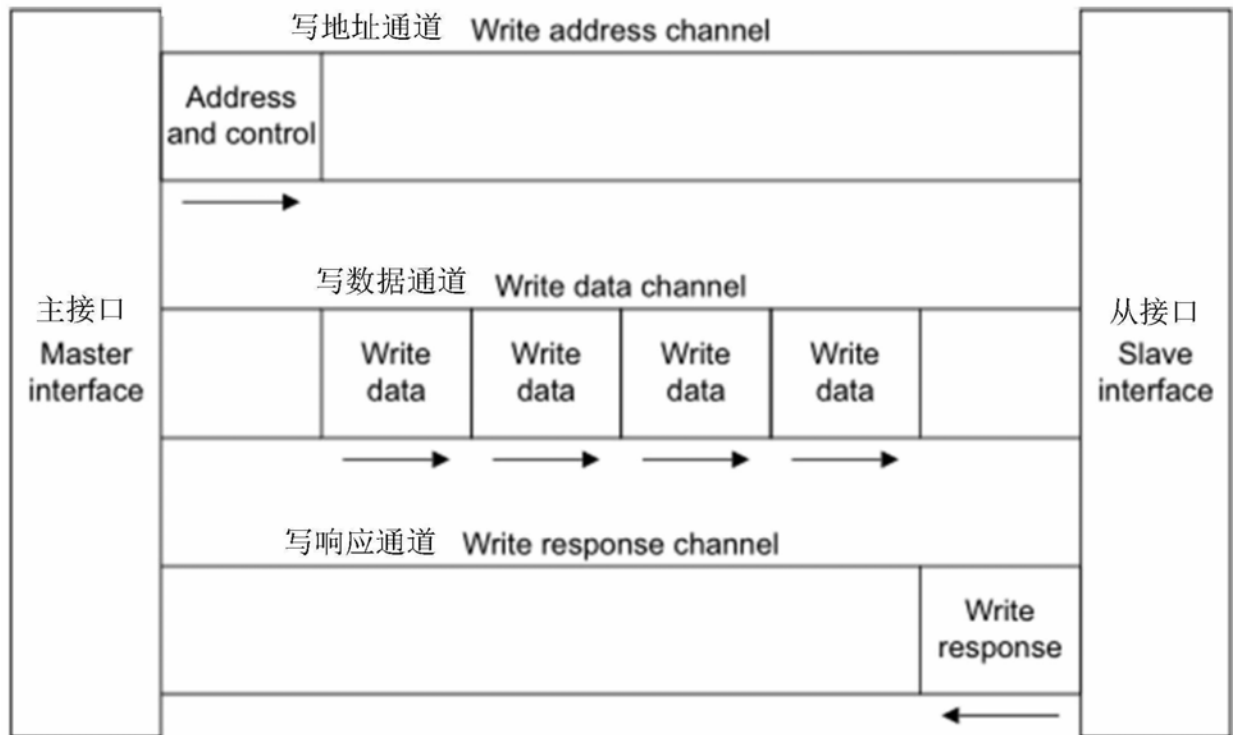 写地址通道 Write address channel
Address
and control
写数据通道 Write data channel
主接口
Master
interface
Write
data
Write
data
Write
data
Write
data
从接口
Slave
interface
写响应通道 Write response channel
Write
response